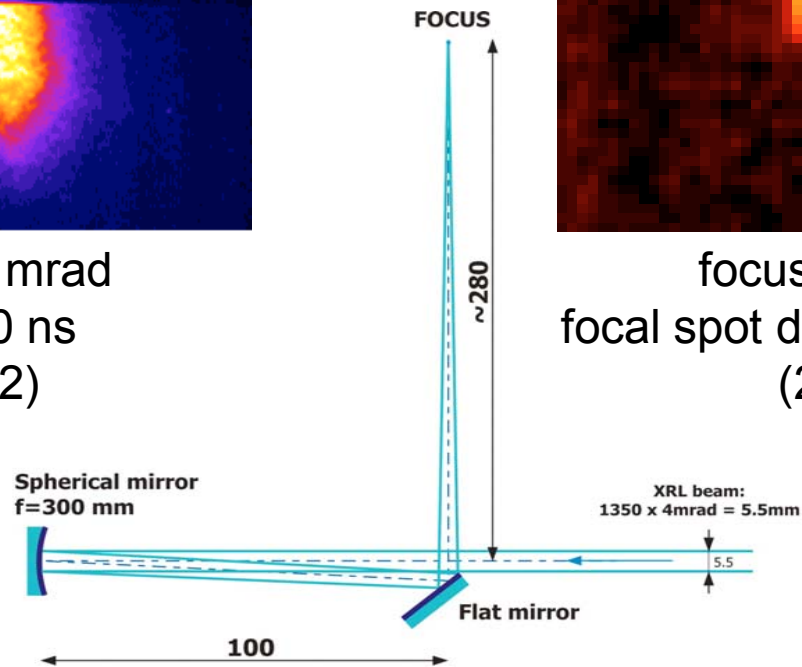 FOCUS
mrad
0 ns
2)
focus
focal spot d
(2
~280
Spherical mirror
f=300 mm
XRL beam:
1350 x 4mrad = 5.5mm
5.5
Flat mirror
100